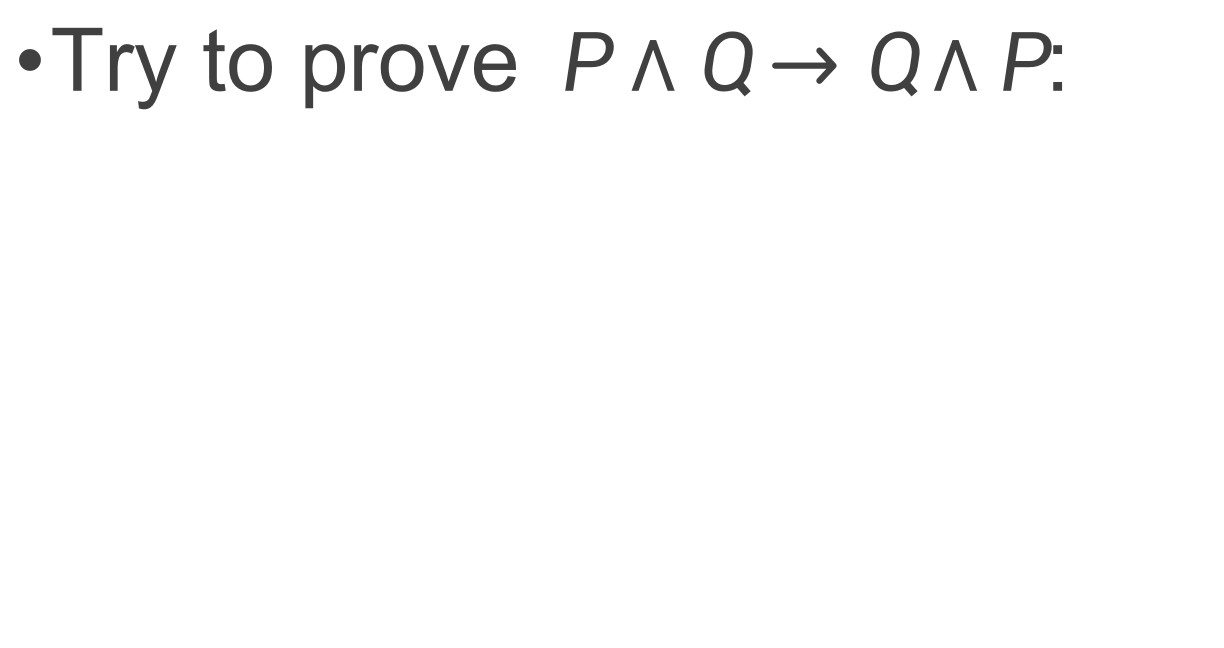 •Try to prove P ∧ Q → Q ∧ P: